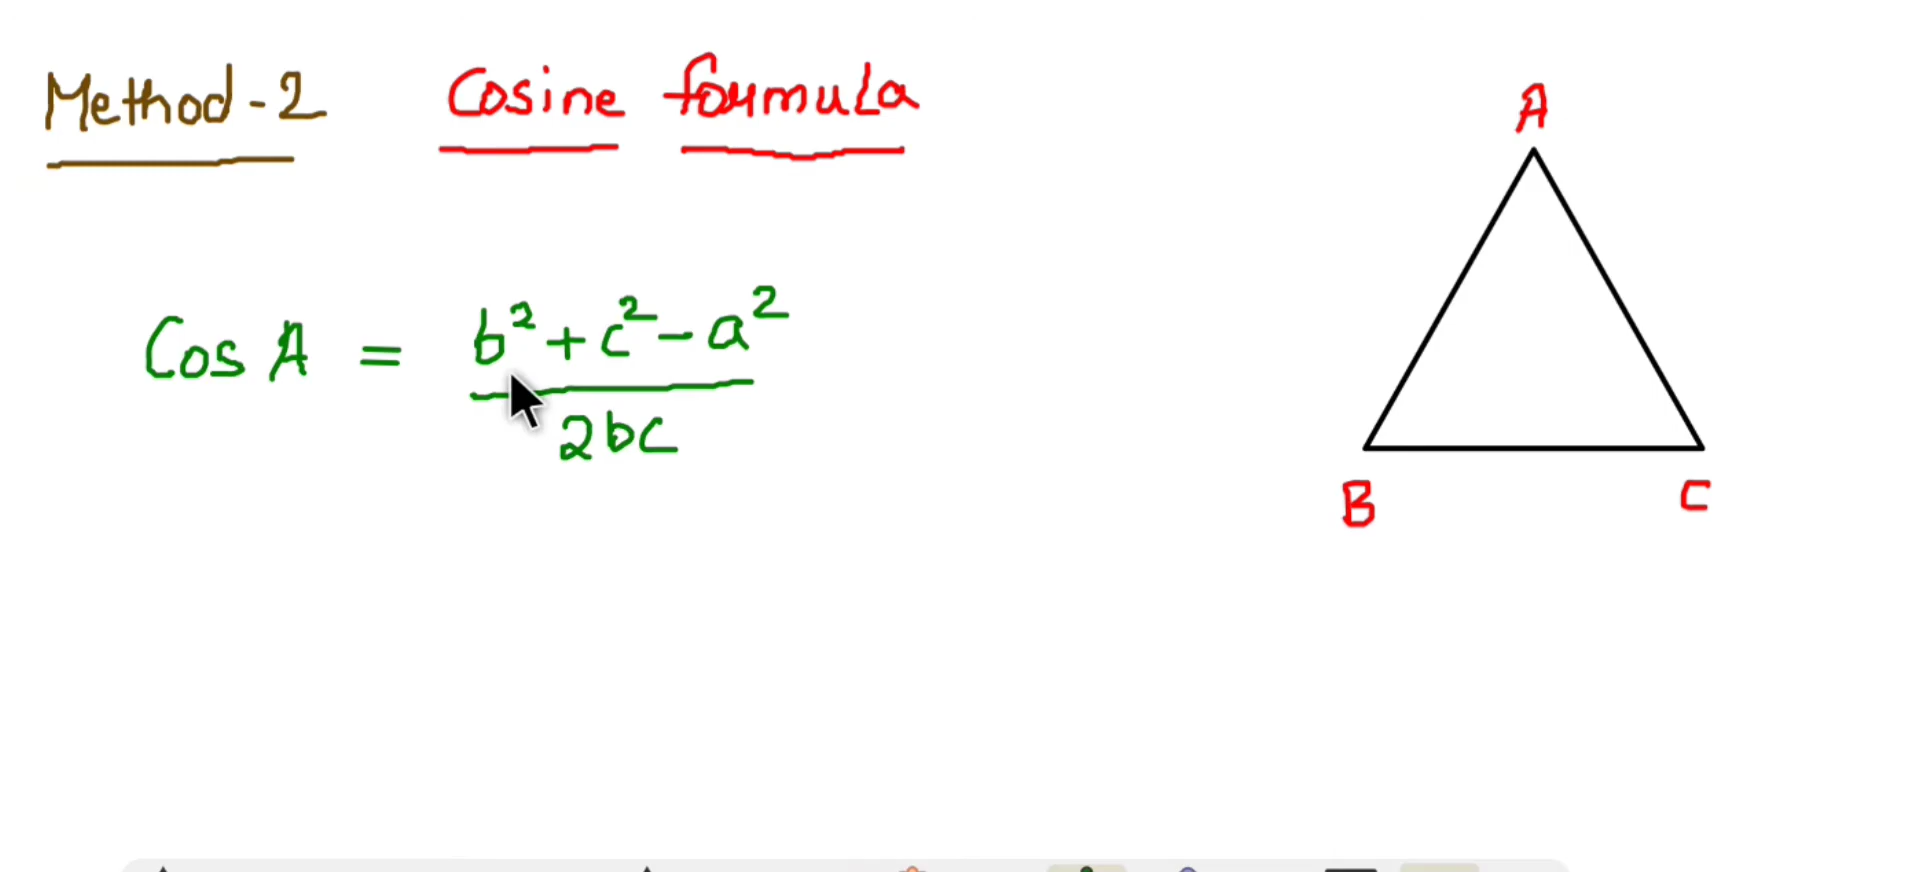 Method-2 Cosine formula
A
Cos A = b²+c²-a² / 2bc
B C